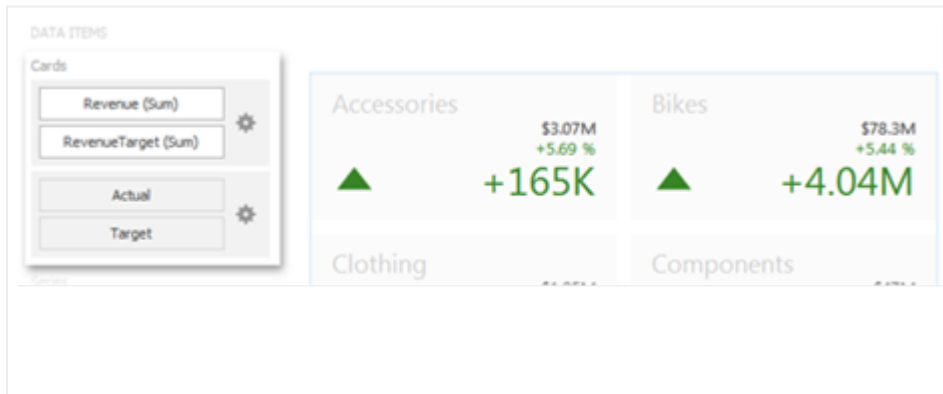 DATA ITEMS
Cards
Revenue (Sum)
RevenueTarget (Sum)
Actual
Target
Accessories
$3.07M
+5.69 %
+165K
Bikes
$78.3M
+5.44 %
+4.04M
Clothing
Components